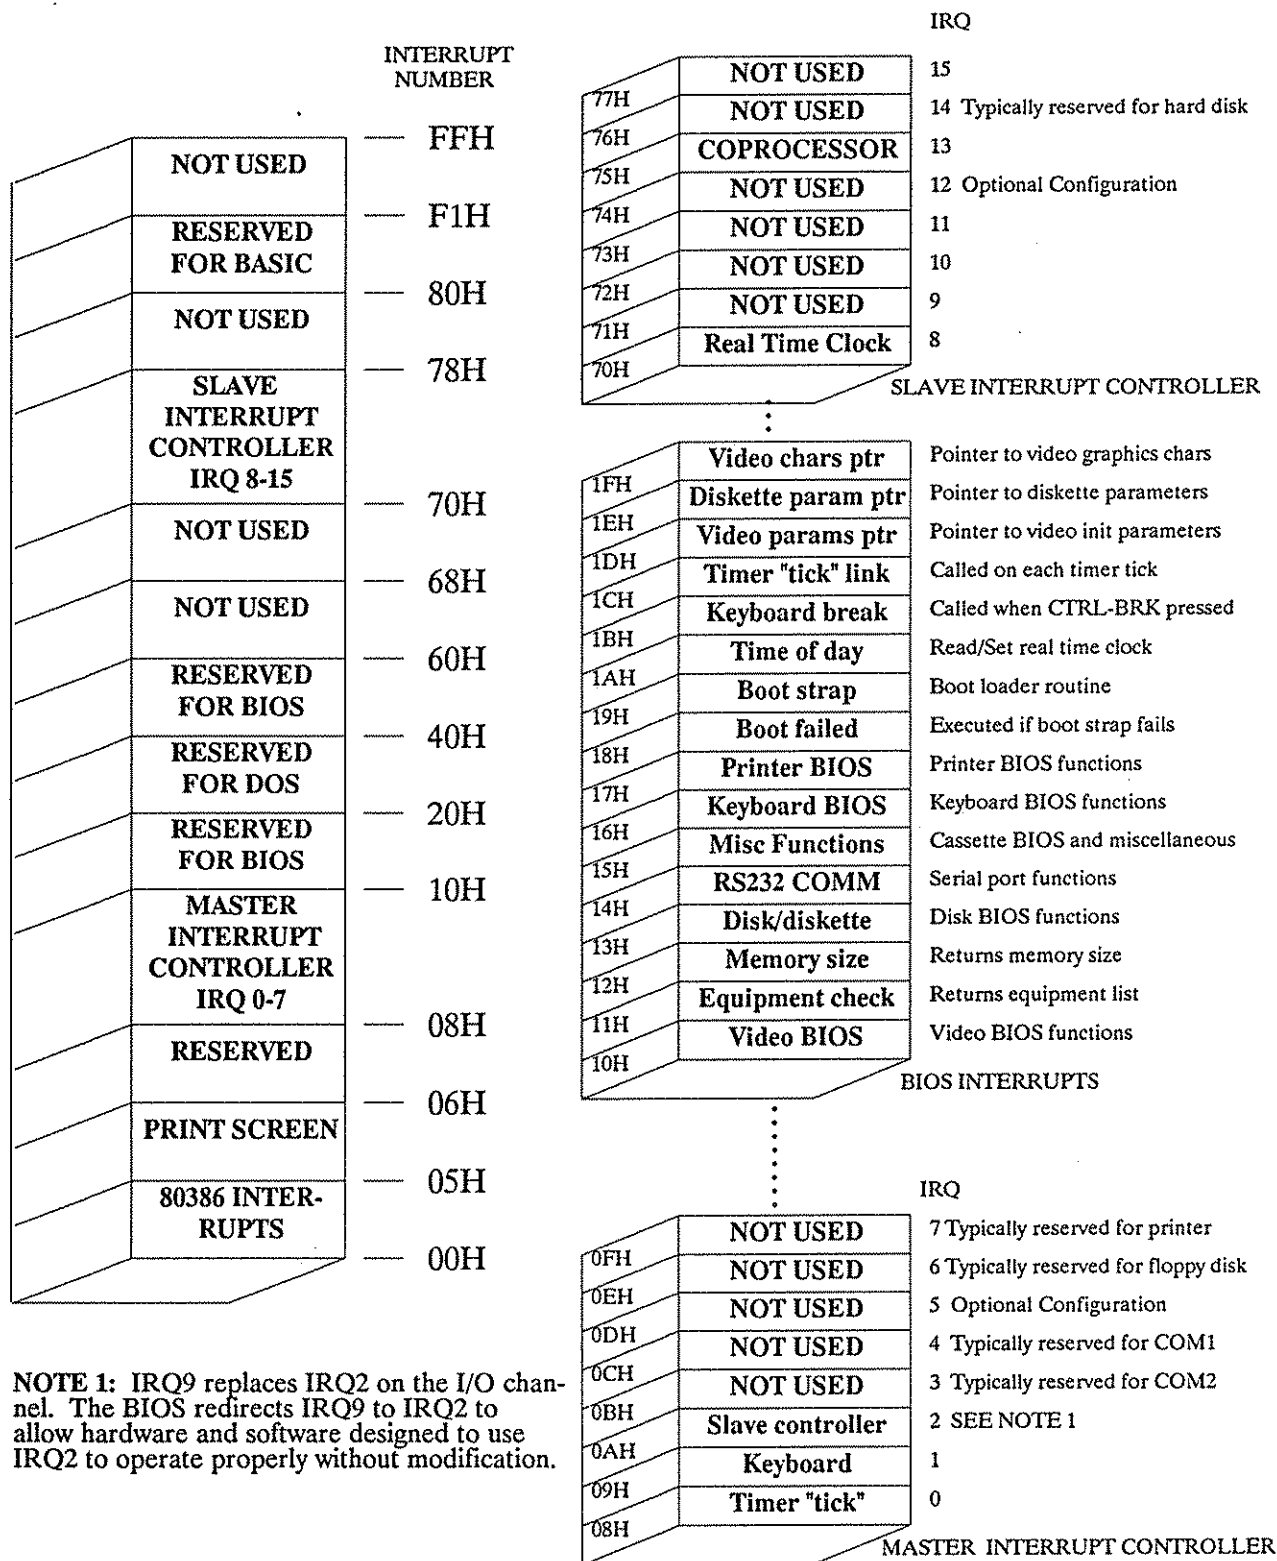 INTERRUPT
NUMBER
FFH
NOT USED
F1H
RESERVED
FOR BASIC
80H
NOT USED
78H
SLAVE
INTERRUPT
CONTROLLER
IRQ 8-15
70H
NOT USED
68H
NOT USED
60H
RESERVED
FOR BIOS
40H
RESERVED
FOR DOS
20H
RESERVED
FOR BIOS
10H
MASTER
INTERRUPT
CONTROLLER
IRQ 0-7
08H
RESERVED
06H
PRINT SCREEN
05H
80386 INTER-
RUPTS
00H
NOTE 1: IRQ9 replaces IRQ2 on the I/O chan-
nel. The BIOS redirects IRQ9 to IRQ2 to
allow hardware and software designed to use
IRQ2 to operate properly without modification.
IRQ
NOT USED 15
77H
NOT USED 14 Typically reserved for hard disk
76H
COPROCESSOR 13
75H
NOT USED 12 Optional Configuration
74H
NOT USED 11
73H
NOT USED 10
72H
NOT USED 9
71H
Real Time Clock 8
70H
SLAVE INTERRUPT CONTROLLER
Video chars ptr Pointer to video graphics chars
1FH
Diskette param ptr Pointer to diskette parameters
1EH
Video params ptr Pointer to video init parameters
1DH
Timer "tick" link Called on each timer tick
1CH
Keyboard break Called when CTRL-BRK pressed
1BH
Time of day Read/Set real time clock
1AH
Boot strap Boot loader routine
19H
Boot failed Executed if boot strap fails
18H
Printer BIOS Printer BIOS functions
17H
Keyboard BIOS Keyboard BIOS functions
16H
Misc Functions Cassette BIOS and miscellaneous
15H
RS232 COMM Serial port functions
14H
Disk/diskette Disk BIOS functions
13H
Memory size Returns memory size
12H
Equipment check Returns equipment list
11H
Video BIOS Video BIOS functions
10H
BIOS INTERRUPTS
IRQ
NOT USED 7 Typically reserved for printer
0FH
NOT USED 6 Typically reserved for floppy disk
0EH
NOT USED 5 Optional Configuration
0DH
NOT USED 4 Typically reserved for COM1
0CH
NOT USED 3 Typically reserved for COM2
0BH
Slave controller 2 SEE NOTE 1
0AH
Keyboard 1
09H
Timer "tick" 0
08H
MASTER INTERRUPT CONTROLLER